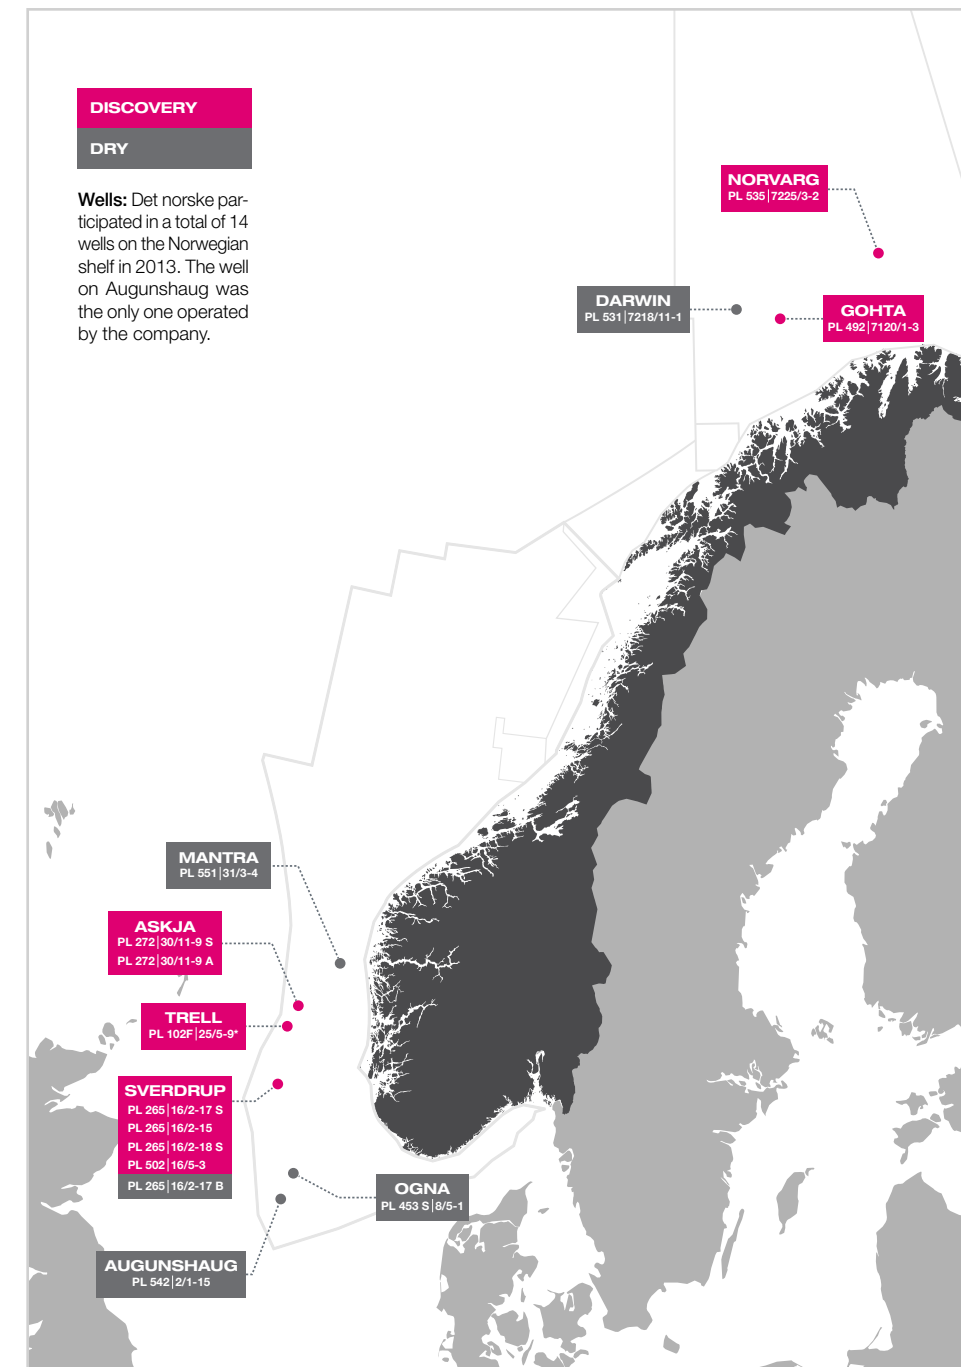 DISCOVERY
DRY
Wells: Det norske par-
ticipated in a total of 14
wells on the Norwegian
shelf in 2013. The well
on Augunshaug was
the only one operated
by the company.
NORVARG
PL 535|7225/3-2
DARWIN
PL 531|7218/11-1
GOHTA
PL 492|7120/1-3
MANTRA
PL 551|31/3-4
ASKJA
PL 272|30/11-9 S
PL 272|30/11-9 A
TRELL
PL 102F|25/5-9*
SVERDRUP
PL 265|16/2-17 S
PL 265|16/2-15
PL 265|16/2-18 S
PL 502|16/5-3
PL 265|16/2-17 B
OGNA
PL 453 S|8/5-1
AUGUNSHAUG
PL 542|2/1-15